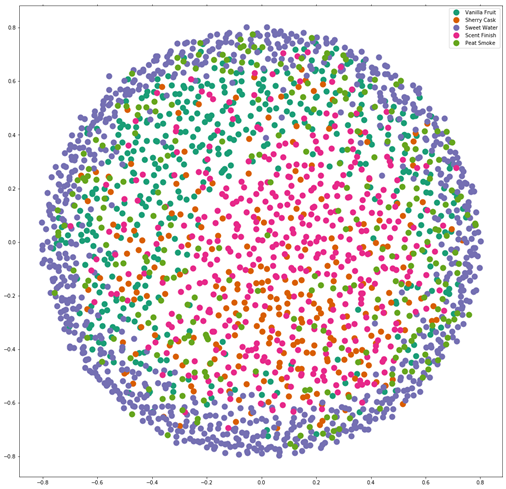 Vanilla Fruit
Sherry Cask
Sweet Water
Scent Finish
Peat Smoke
0.8
0.6
0.4
0.2
0.0
−0.2
−0.4
−0.6
−0.8
−0.8 −0.6 −0.4 −0.2 0.0 0.2 0.4 0.6 0.8